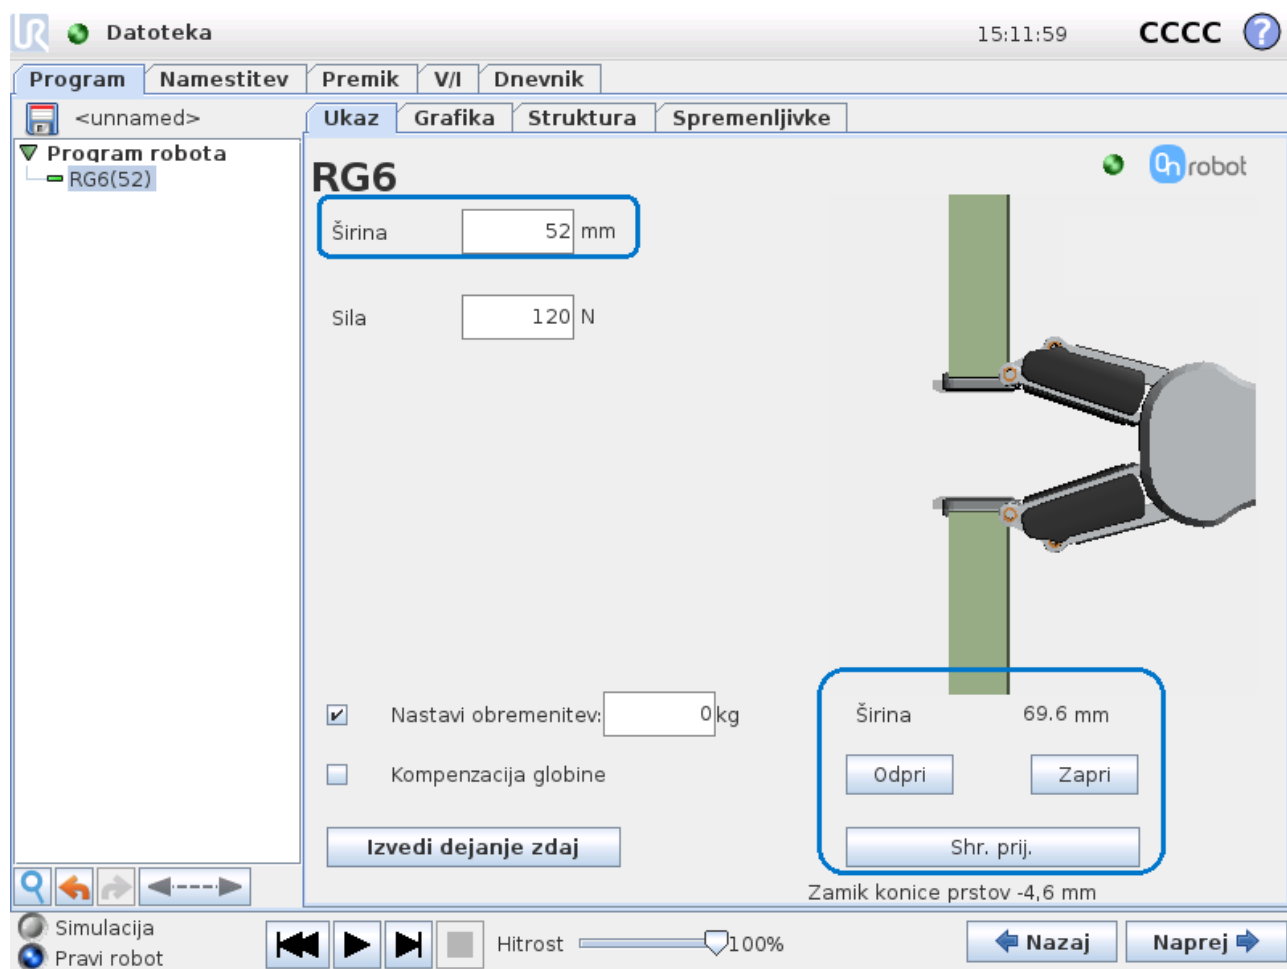 Datoteka 15:11:59 CCCC ?
Program Namestitev Premik V/I Dnevnik
<unnamed> Ukaz Grafika Struktura Spremenljivke
Program robota
RG6(52)
RG6
On robot
Širina 52 mm
Sila 120 N
Nastavi obremenitev: 0 kg
Kompenzacija globine
Izvedi dejanje zdaj
Širina 69.6 mm
Odpri Zapri
Shr. prij.
Zamik konice prstov -4,6 mm
Simulacija
Pravi robot
Hitrost 100%
Nazaj Naprej